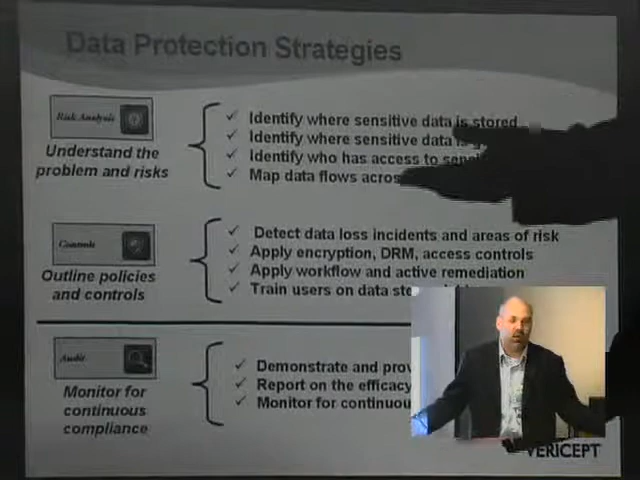 Data Protection Strategies
Risk Analysis
Understand the
problem and risks
Identify where sensitive data is stored
Identify where sensitive data is
Identify who has access to
Map data flows across
Controls
Outline policies
and controls
Detect data loss incidents and areas of risk
Apply encryption, DRM, access controls
Apply workflow and active remediation
Train users on data
Audit
Monitor for
continuous
compliance
Demonstrate and
Report on the efficacy
Monitor for
VERICEPT